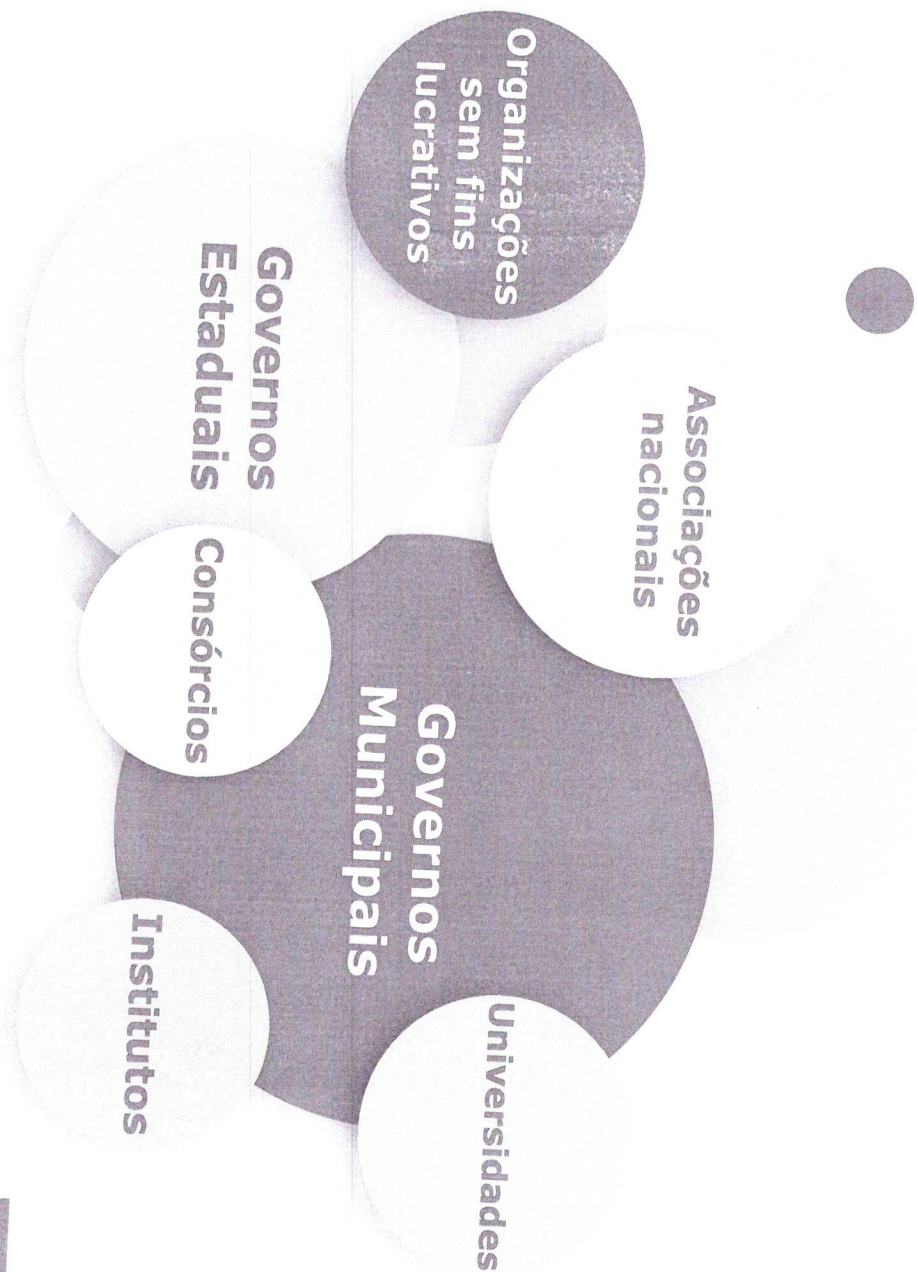 Associações
nacionais
Organizações
sem fins
lucrativos
Universidades
Governos
Municipais
Governos
Estaduais
Consórcios
Institutos